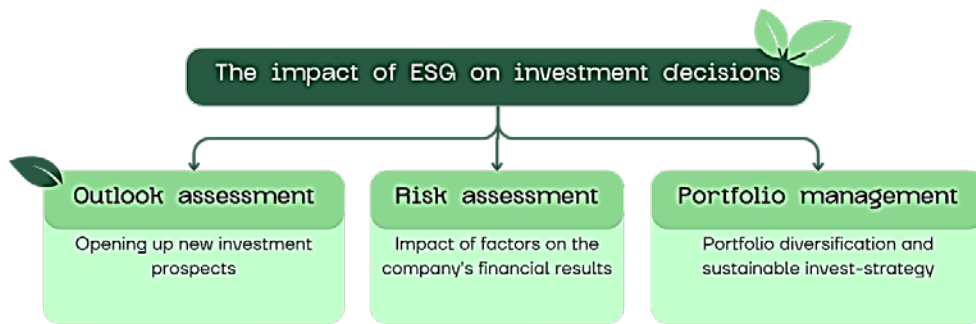 The impact of ESG on investment decisions
Outlook assessment
Opening up new investment
prospects
Risk assessment
Impact of factors on the
company's financial results
Portfolio management
Portfolio diversification and
sustainable invest-strategy